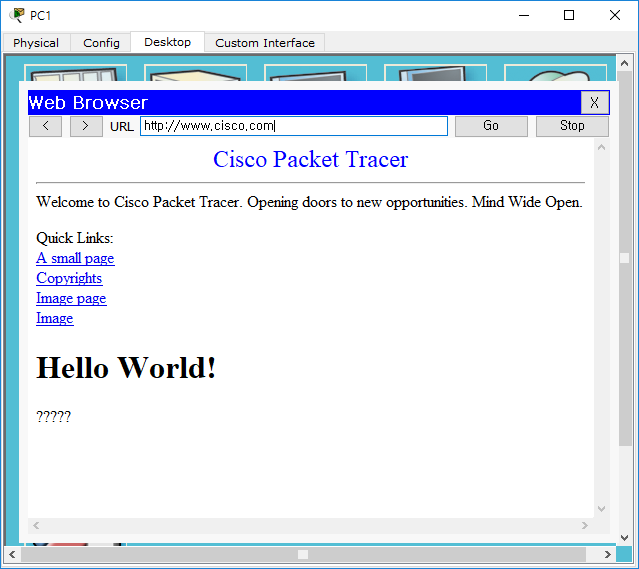 PC1
Physical Config Desktop Custom Interface
Web Browser X
< > URL http://www.cisco.com Go Stop
Cisco Packet Tracer
Welcome to Cisco Packet Tracer. Opening doors to new opportunities. Mind Wide Open.
Quick Links:
A small page
Copyrights
Image page
Image
Hello World!
?????